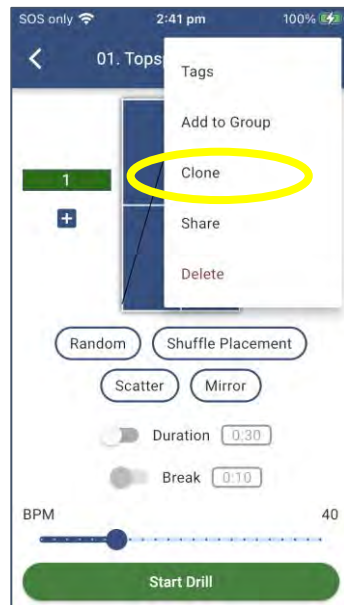 SOS only 2:41 pm 100%
01. Tops
Tags
Add to Group
Clone
1
Share
Delete
Random Shuffle Placement
Scatter Mirror
Duration 0:30
Break 0:10
BPM 40
Start Drill